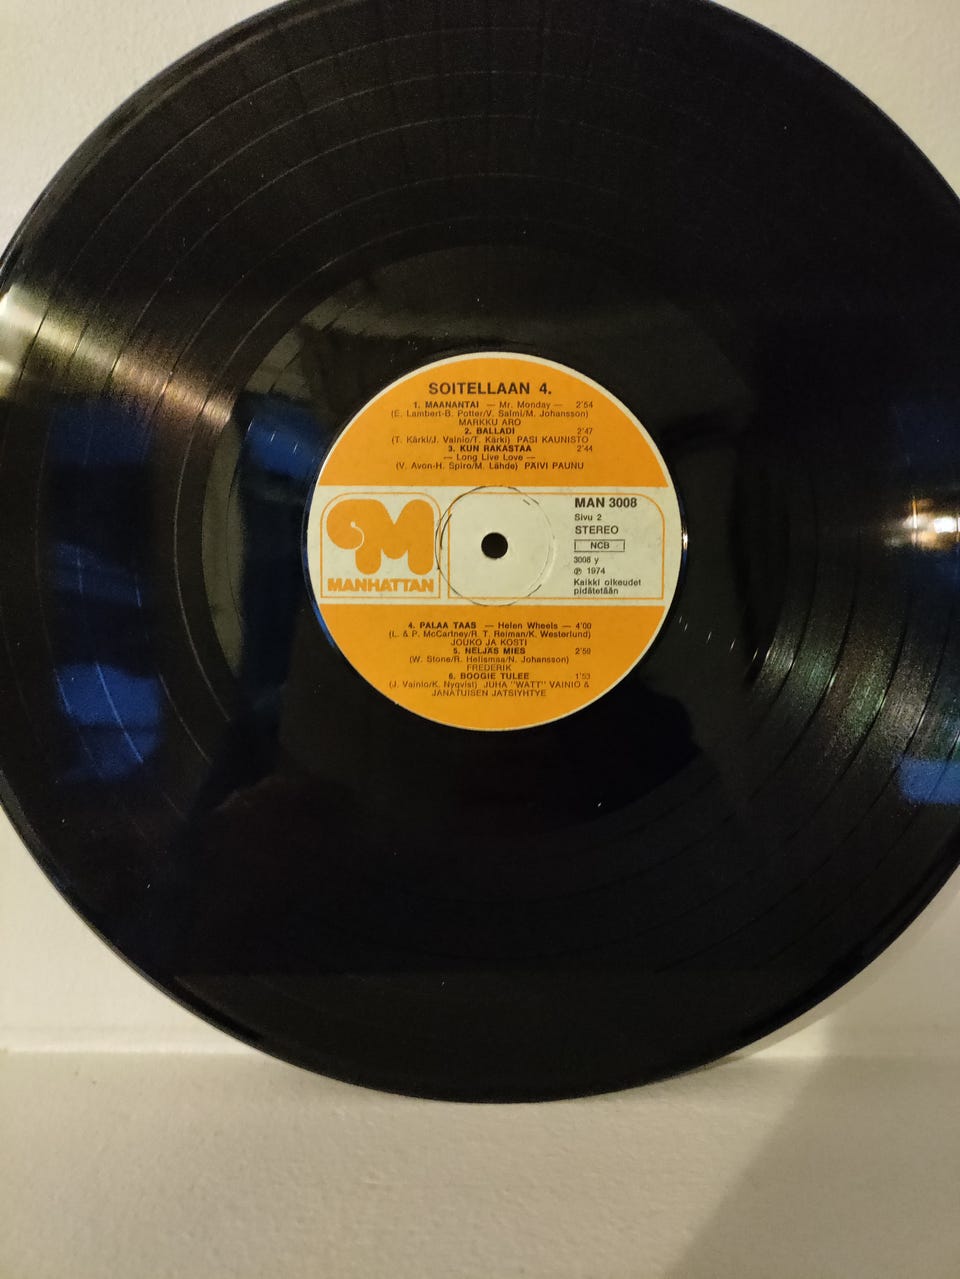 SOITELLAAN 4.
1. MAANANTAI — Mr. Monday — 2'54
(E. Lambert-B. Potter/V. Salmi/M. Johansson)
MARKKU ARO
2. BALLADI 2'47
(T. Kärki/J. Vainio/T. Kärki) PASI KAUNISTO
3. KUN RAKASTAA 2'44
— Long Live Love —
(V. Avon-H. Spiro/M. Lähde) PÄIVI PAUNU
MANHATTAN
MAN 3008
Sivu 2
STEREO
NCB
3008 y
℗ 1974
Kaikki oikeudet
pidätetään
4. PALAA TAAS — Helen Wheels — 4'00
(L. & P. McCartney/R. T. Reiman/K. Westerlund)
JOUKO JA KOSTI
5. NELJÄS MIES 2'59
(W. Stone/R. Helismaa/N. Johansson)
FREDERIK
6. BOOGIE TULEE 1'53
(J. Vainio/K. Nyqvist) JUHA "WATT" VAINIO &
JANATUISEN JATSIYHTYE